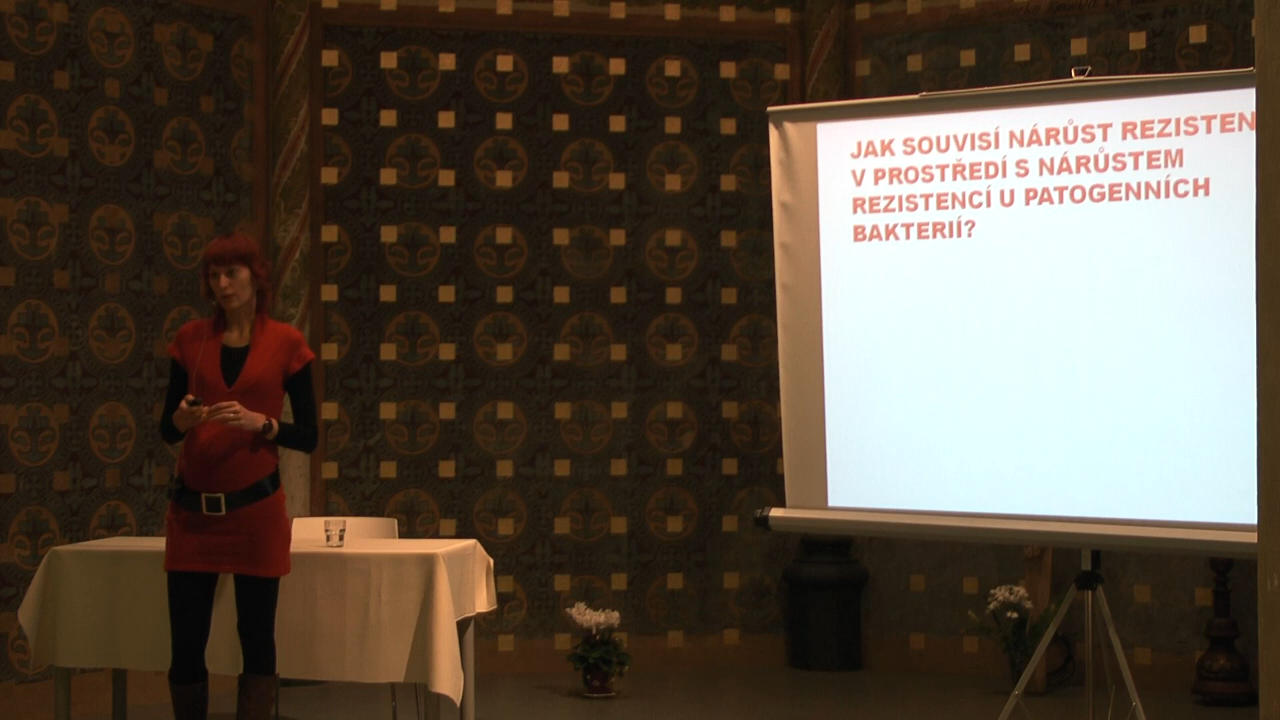 JAK SOUVISÍ NÁRŮST REZISTEN
V PROSTŘEDÍ S NÁRŮSTEM
REZISTENCÍ U PATOGENNÍCH
BAKTERIÍ?